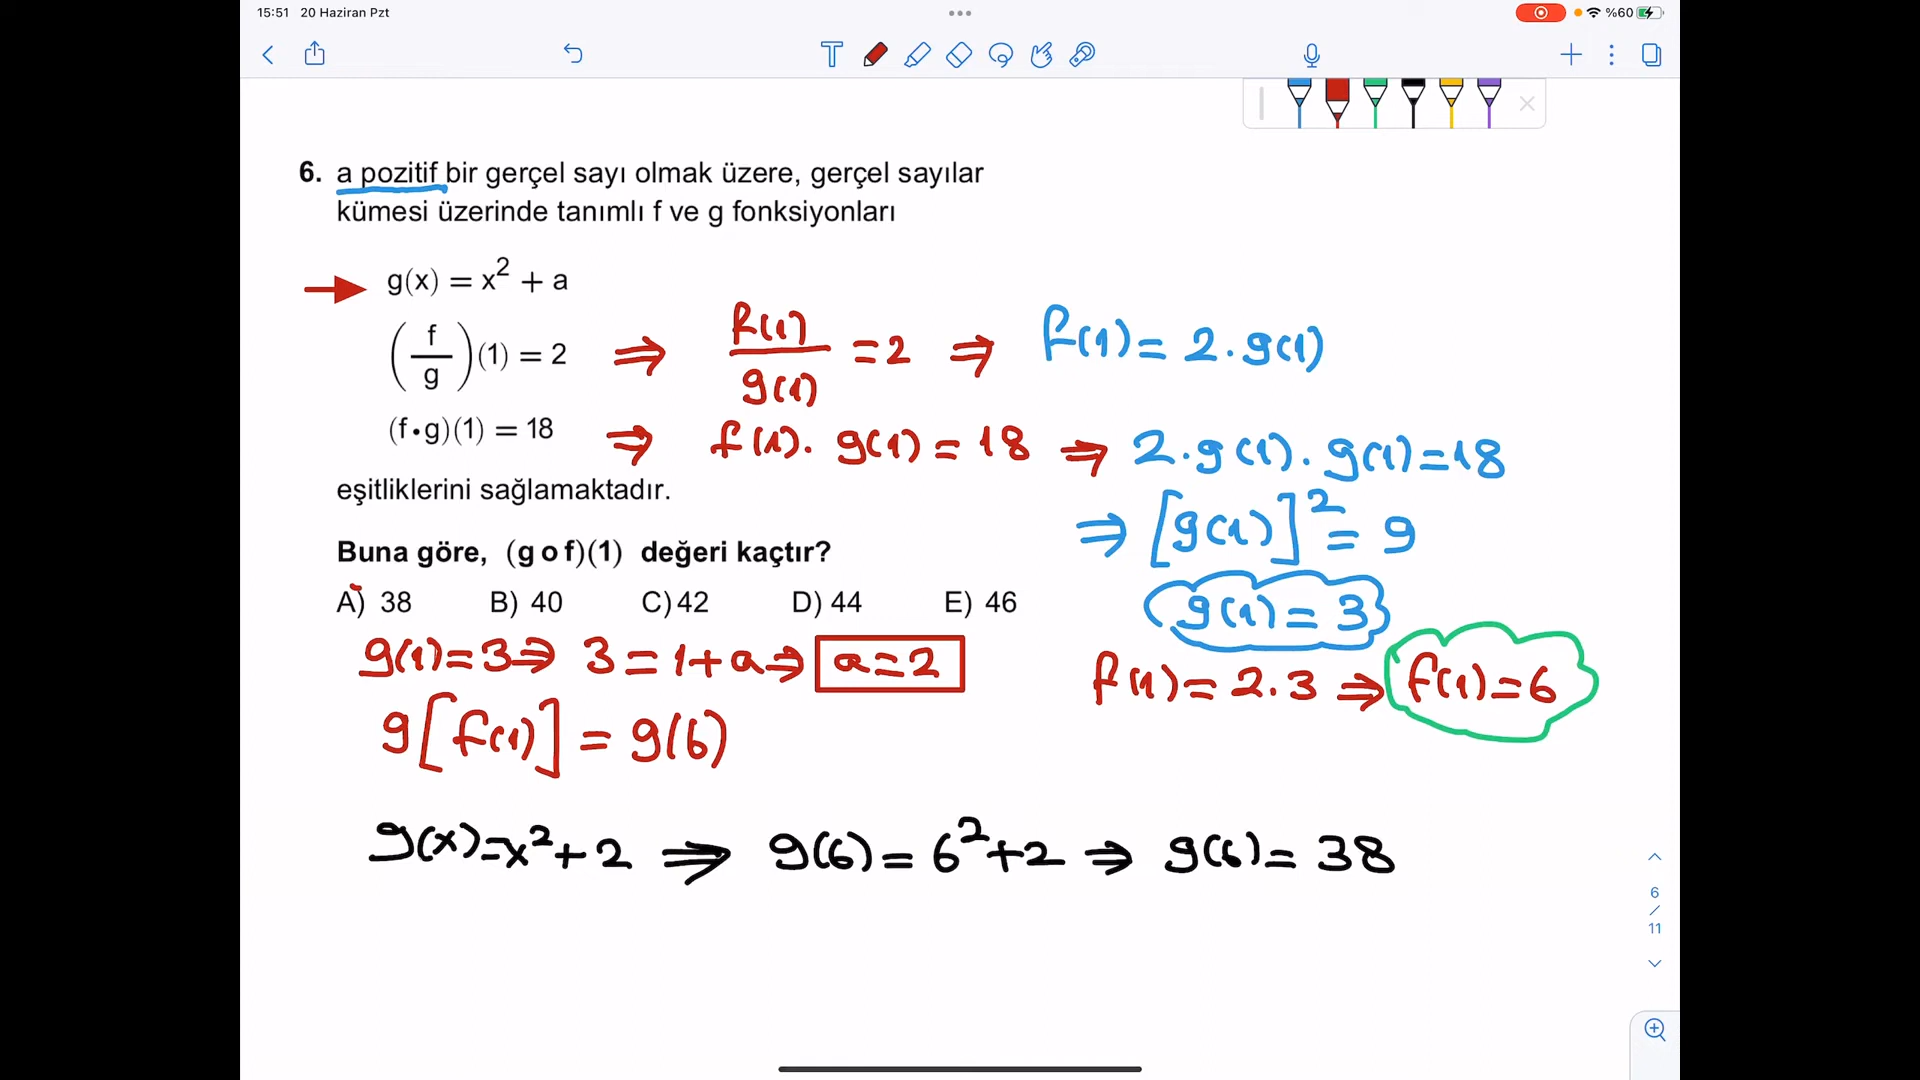 15:51 20 Haziran Pzt %60
6. a pozitif bir gerçel sayı olmak üzere, gerçel sayılar
kümesi üzerinde tanımlı f ve g fonksiyonları
g(x) = x² + a
(f/g)(1) = 2 ⇒ f(1)/g(1) = 2 ⇒ f(1) = 2·g(1)
(f•g)(1) = 18 ⇒ f(1)·g(1) = 18 ⇒ 2·g(1)·g(1) = 18
eşitliklerini sağlamaktadır.
⇒ [g(1)]² = 9
Buna göre, (g o f)(1) değeri kaçtır?
A) 38 B) 40 C) 42 D) 44 E) 46
g(1) = 3
g(1) = 3 ⇒ 3 = 1 + a ⇒ a = 2
f(1) = 2.3 ⇒ f(1) = 6
g[f(1)] = g(6)
g(x) = x² + 2 ⇒ g(6) = 6² + 2 ⇒ g(6) = 38
6
/
11